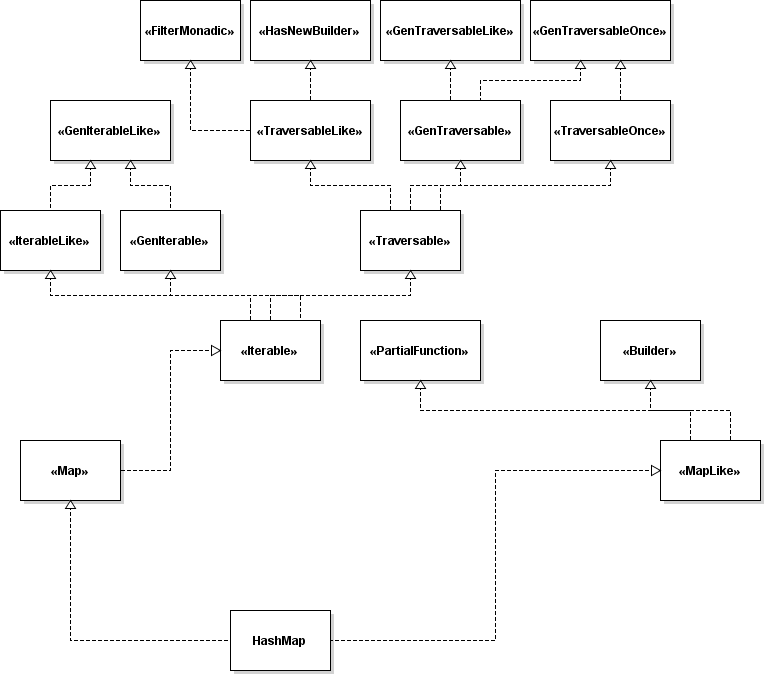 «FilterMonadic»
«HasNewBuilder»
«GenTraversableLike»
«GenTraversableOnce»
«GenIterableLike»
«TraversableLike»
«GenTraversable»
«TraversableOnce»
«IterableLike»
«GenIterable»
«Traversable»
«Iterable»
«PartialFunction»
«Builder»
«Map»
«MapLike»
HashMap